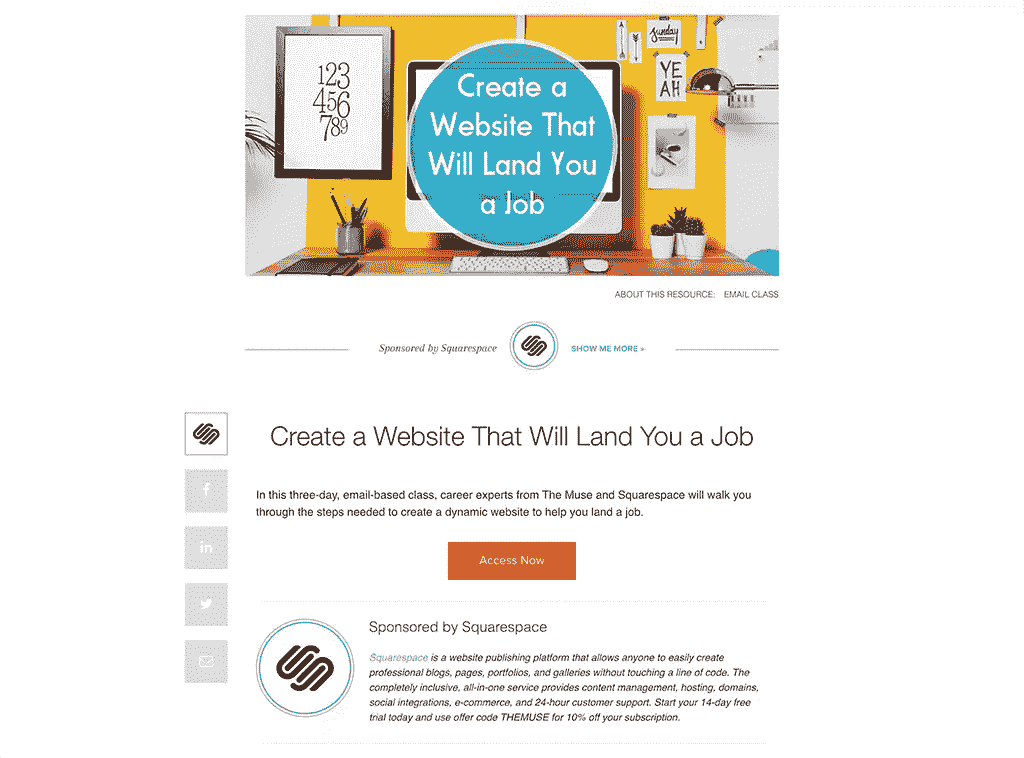 123
456
789
Create a
Website That
Will Land You
a Job
sunday
YE
AH
ABOUT THIS RESOURCE: EMAIL CLASS
Sponsored by Squarespace
SHOW ME MORE »
Create a Website That Will Land You a Job
In this three-day, email-based class, career experts from The Muse and Squarespace will walk you
through the steps needed to create a dynamic website to help you land a job.
Access Now
Sponsored by Squarespace
Squarespace is a website publishing platform that allows anyone to easily create
professional blogs, pages, portfolios, and galleries without touching a line of code. The
completely inclusive, all-in-one service provides content management, hosting, domains,
social integrations, e-commerce, and 24-hour customer support. Start your 14-day free
trial today and use offer code THEMUSE for 10% off your subscription.